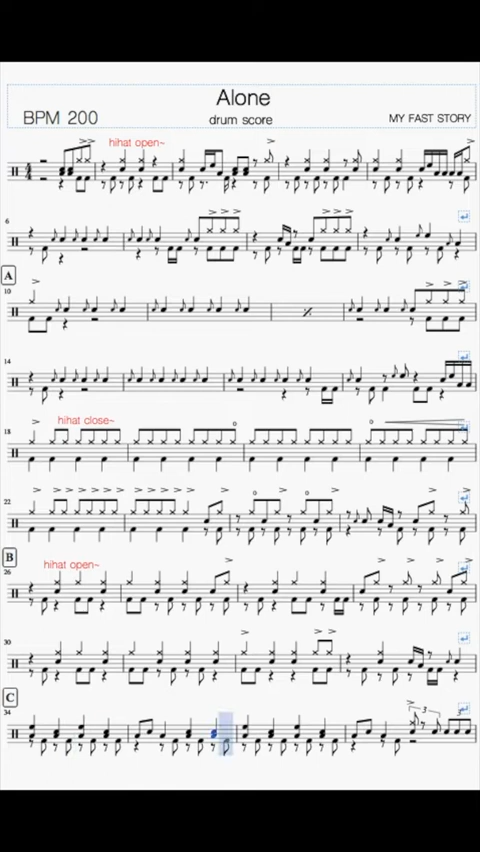 Alone
BPM 200
drum score
MY FAST STORY
hihat open~
6
A
10
14
18
hihat close~
22
B
26
hihat open~
30
C
34
3
3